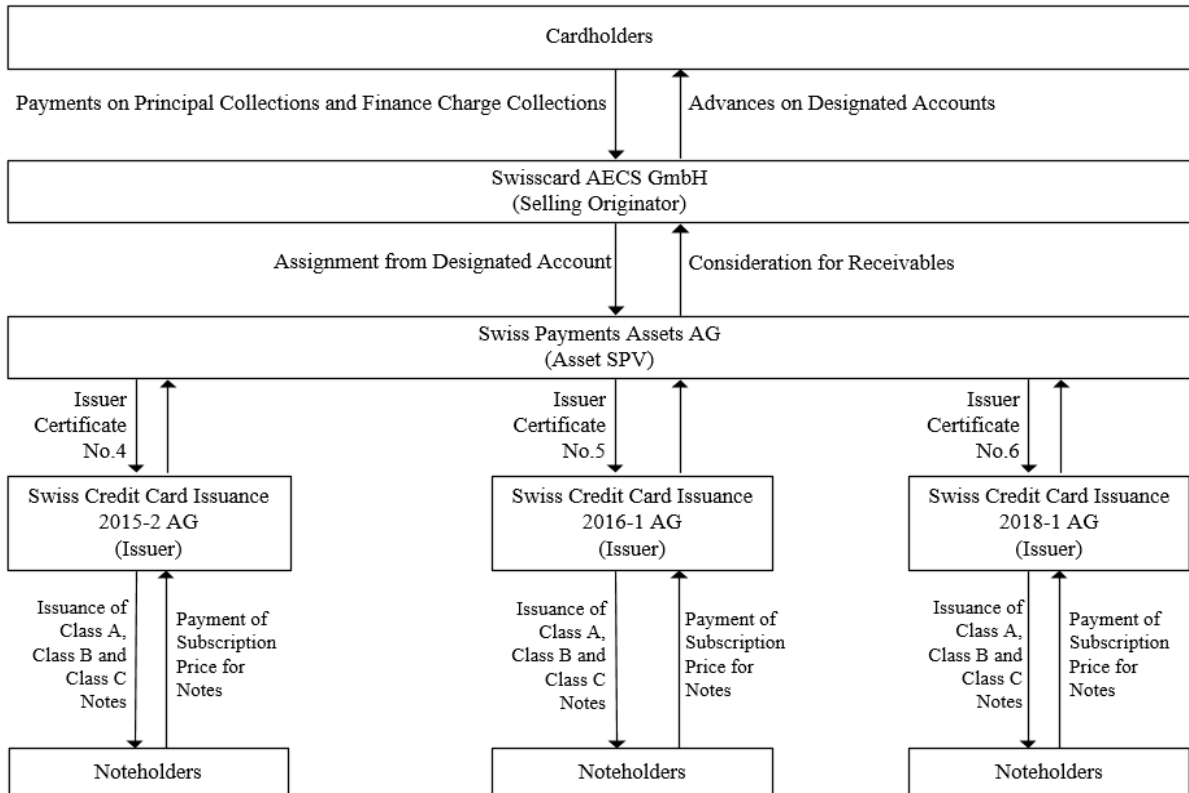 Cardholders
Payments on Principal Collections and Finance Charge Collections
Advances on Designated Accounts
Swisscard AECS GmbH
(Selling Originator)
Assignment from Designated Account
Consideration for Receivables
Swiss Payments Assets AG
(Asset SPV)
Issuer
Certificate
No.4
Issuer
Certificate
No.5
Issuer
Certificate
No.6
Swiss Credit Card Issuance
2015-2 AG
(Issuer)
Swiss Credit Card Issuance
2016-1 AG
(Issuer)
Swiss Credit Card Issuance
2018-1 AG
(Issuer)
Issuance of
Class A,
Class B and
Class C
Notes
Payment of
Subscription
Price for
Notes
Issuance of
Class A,
Class B and
Class C
Notes
Payment of
Subscription
Price for
Notes
Issuance of
Class A,
Class B and
Class C
Notes
Payment of
Subscription
Price for
Notes
Noteholders
Noteholders
Noteholders